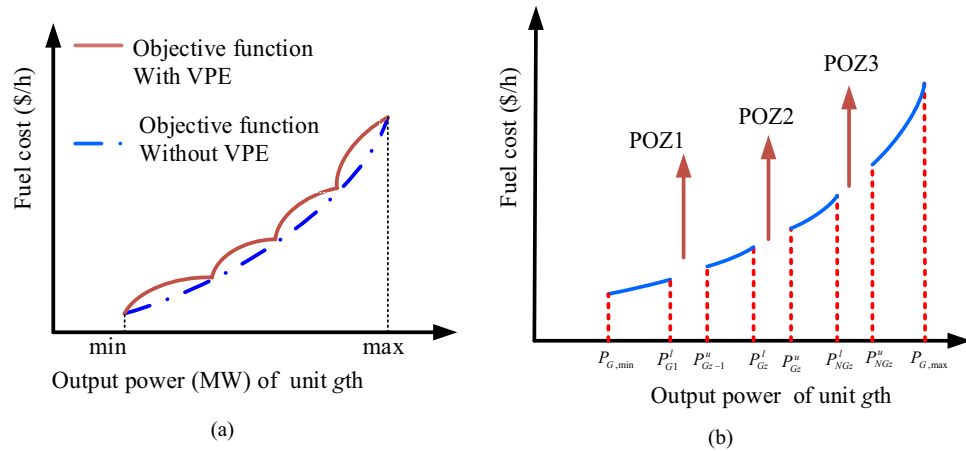 (a)
Fuel cost ($/h)
Objective function
With VPE
Objective function
Without VPE
min
max
Output power (MW) of unit gth
(a)
(b)
Fuel cost ($/h)
POZ1
POZ2
POZ3
P_{G,min}
P^l_{G1}
P^u_{Gz-1}
P^l_{Gz}
P^u_{Gz}
P^l_{NGz}
P^u_{NGz}
P_{G,max}
Output power of unit gth
(b)